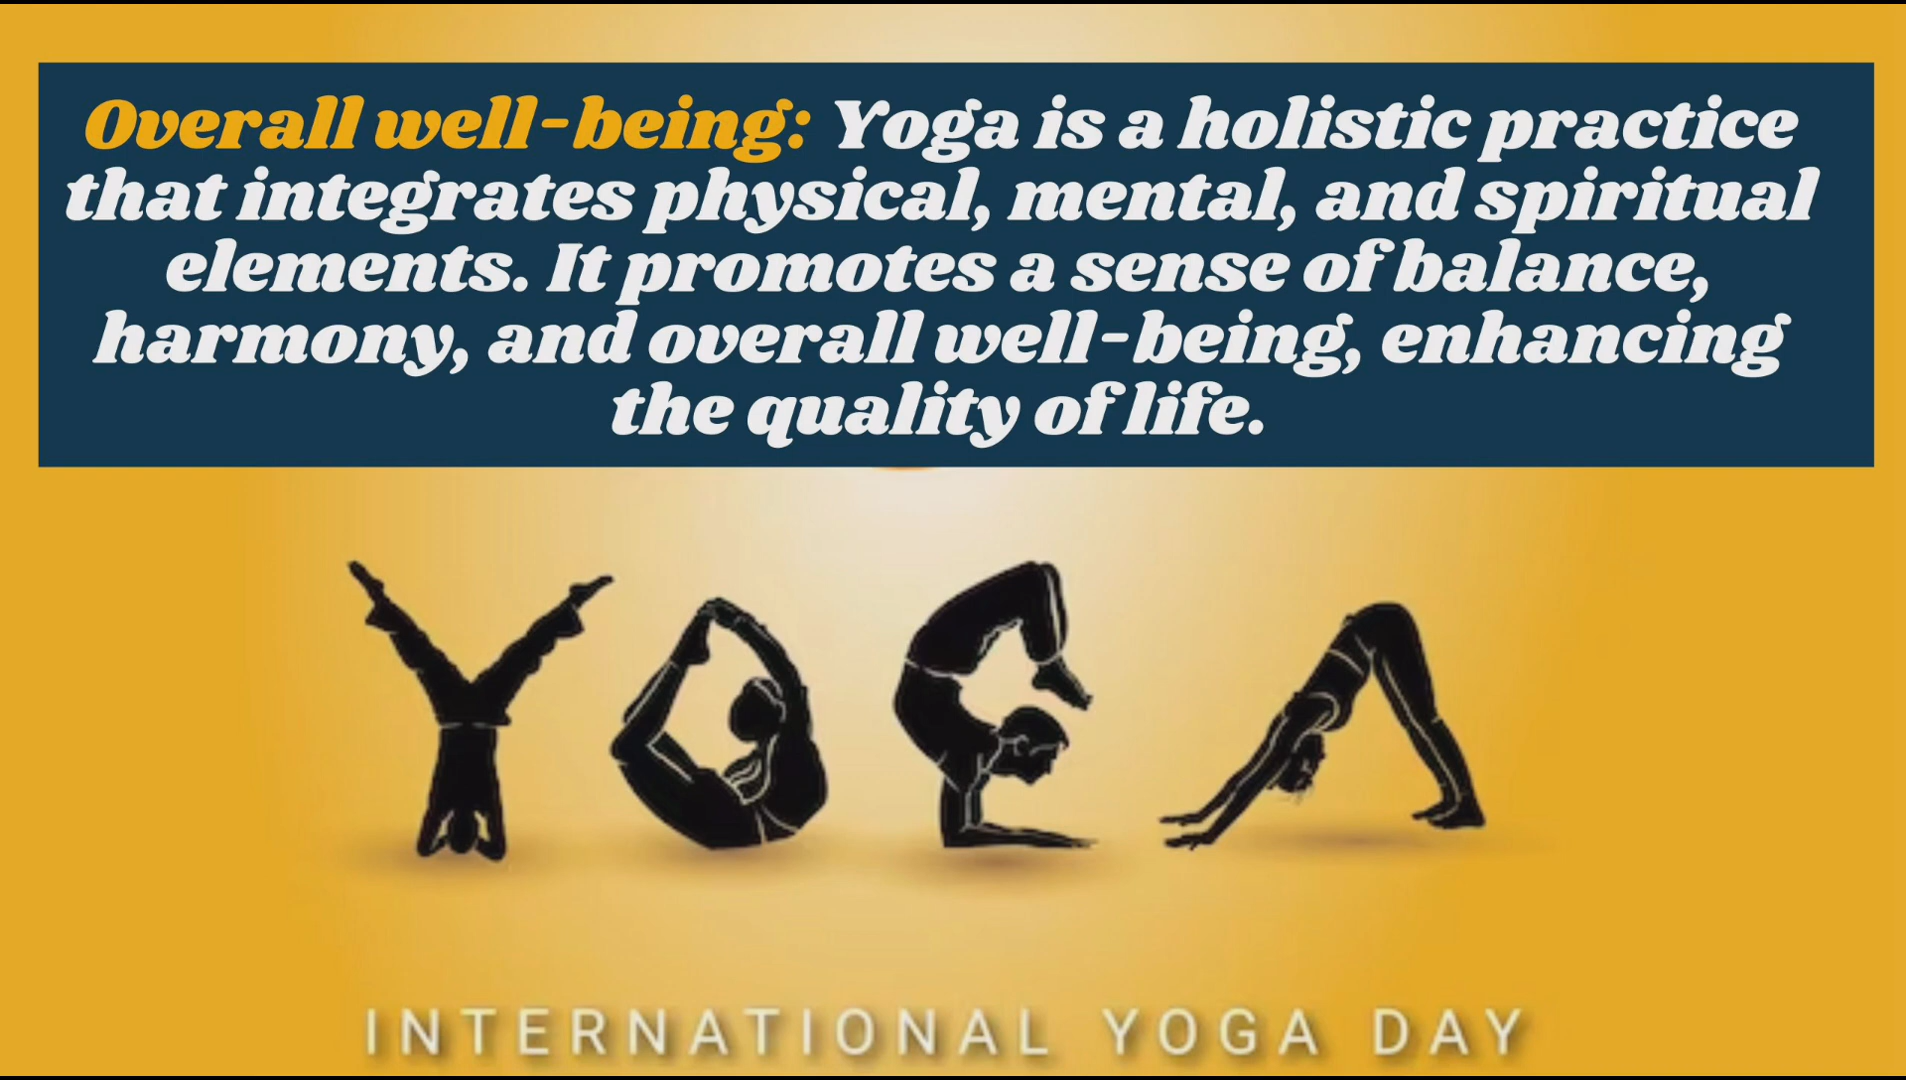 Overall well-being: Yoga is a holistic practice
that integrates physical, mental, and spiritual
elements. It promotes a sense of balance,
harmony, and overall well-being, enhancing
the quality of life.
YOGA
INTERNATIONAL YOGA DAY